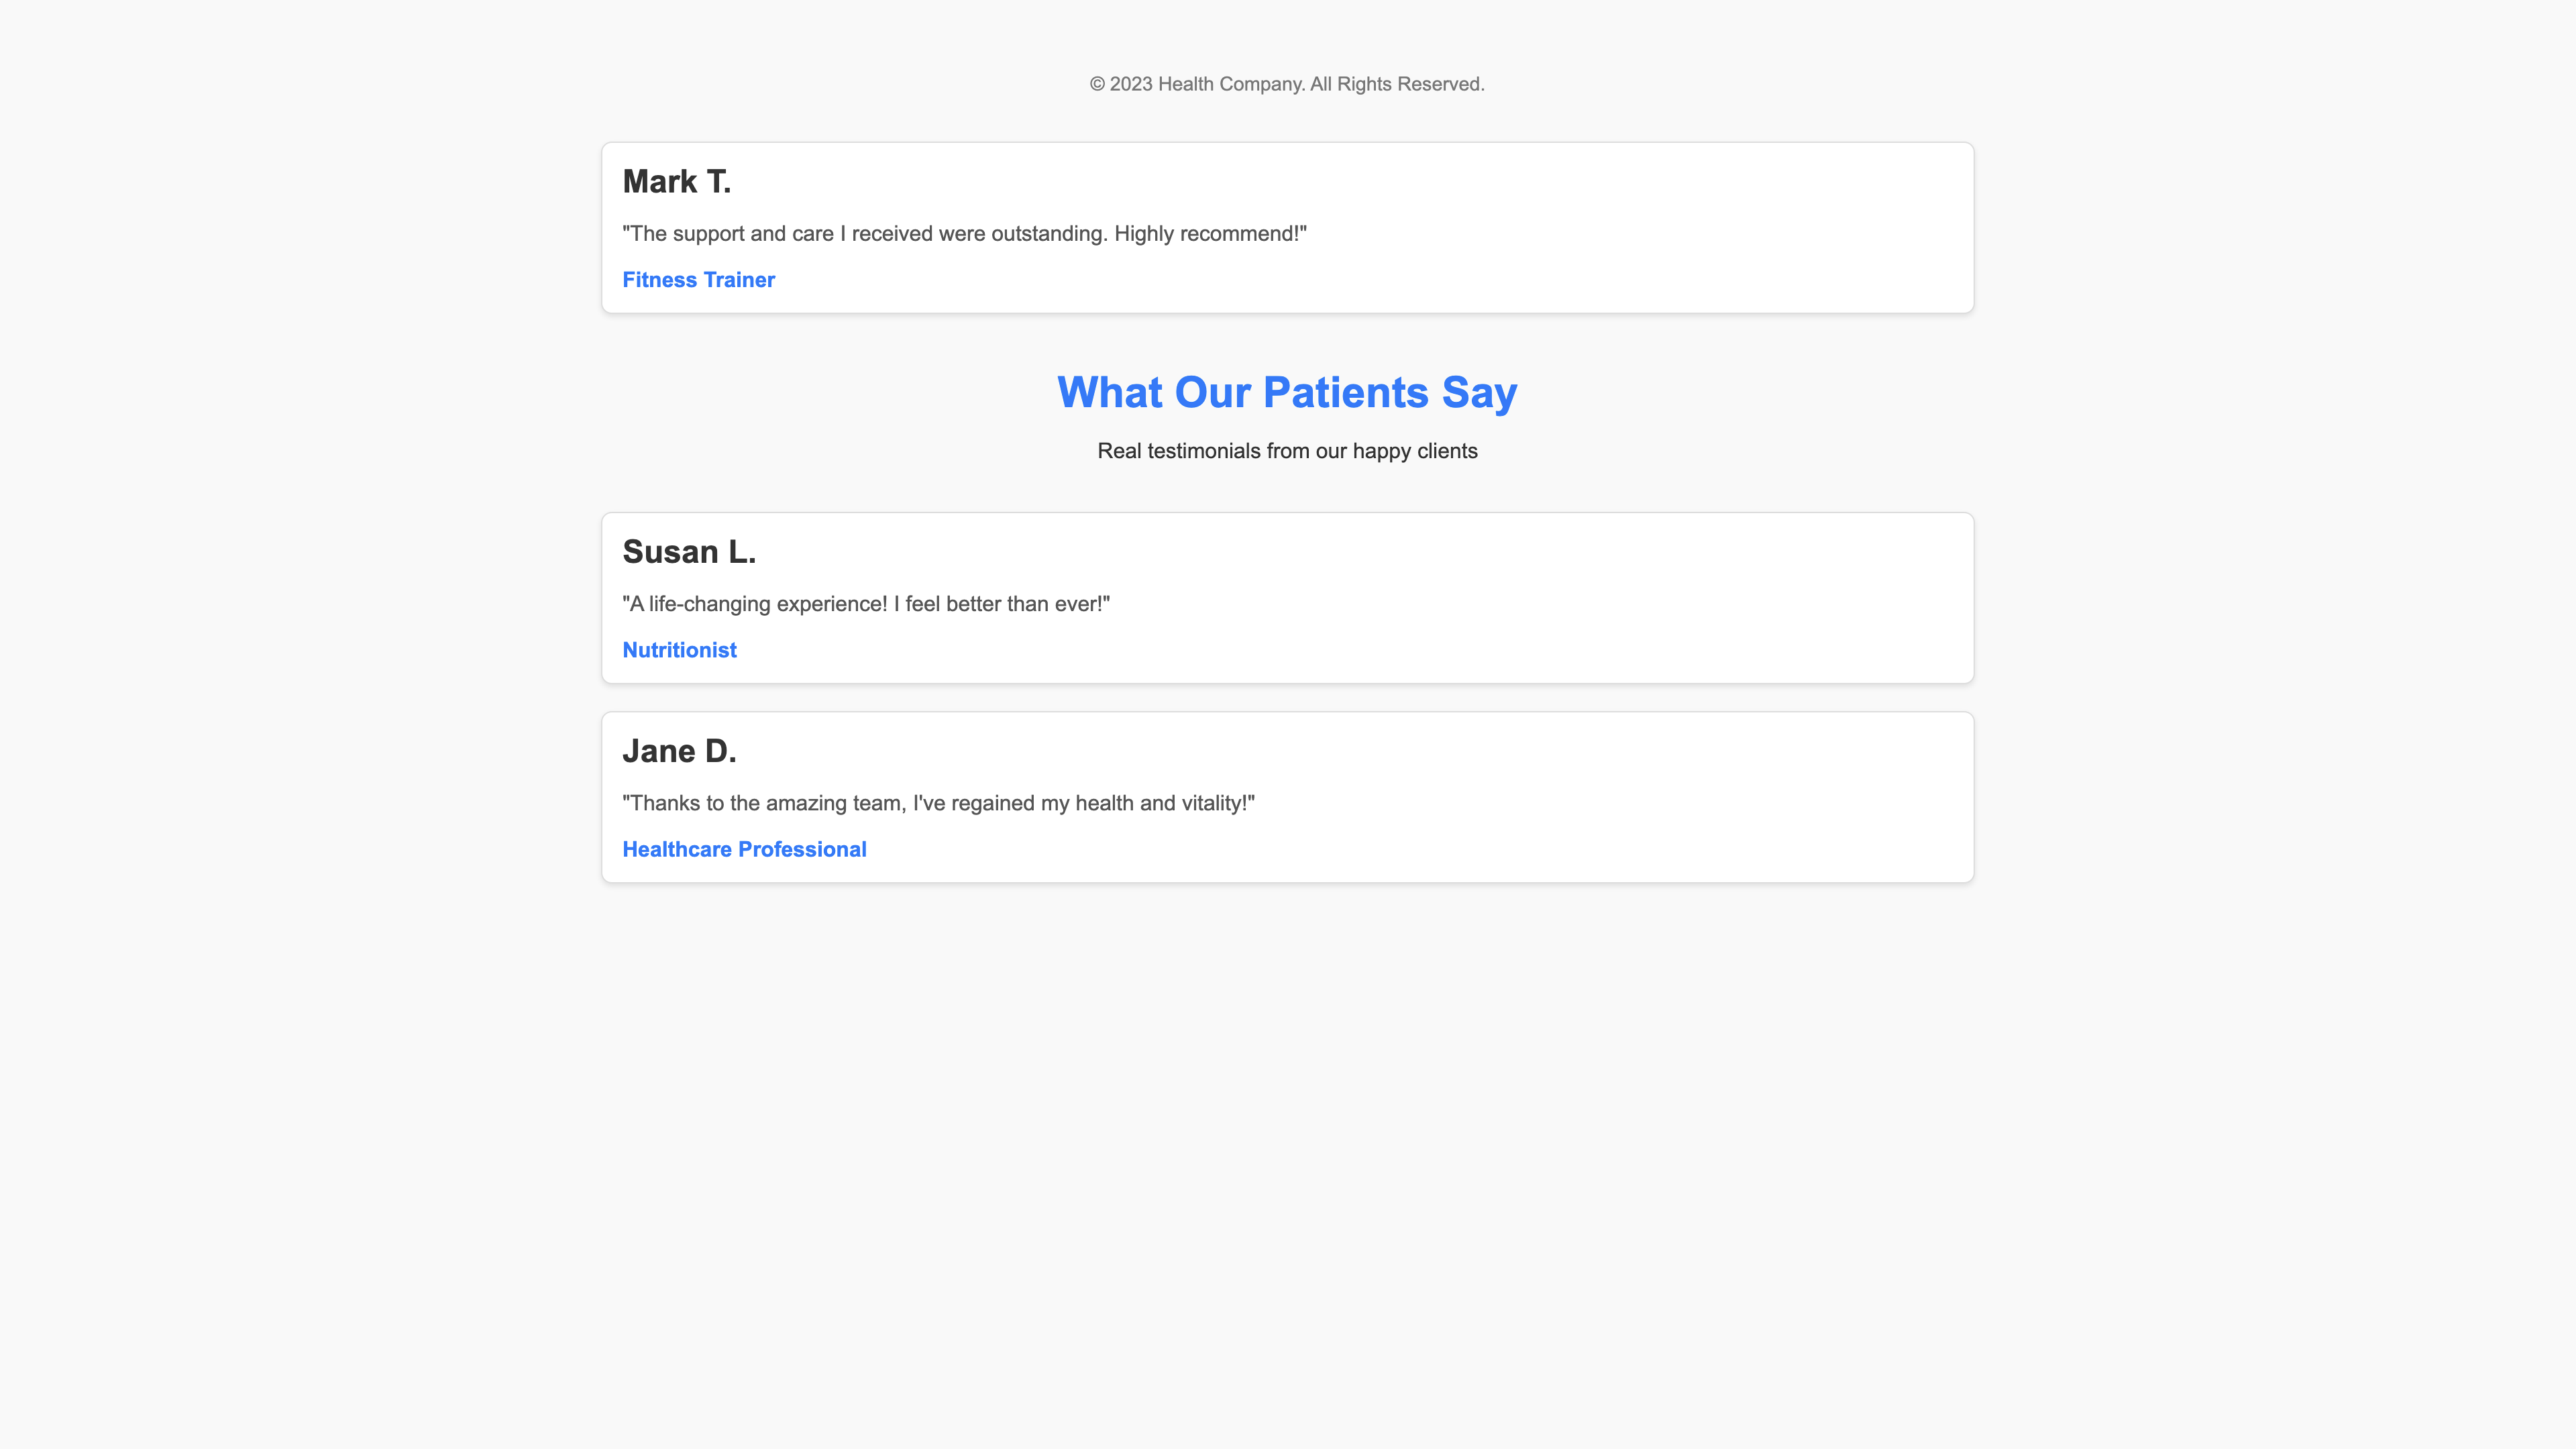 © 2023 Health Company. All Rights Reserved.
Mark T.
"The support and care I received were outstanding. Highly recommend!"
Fitness Trainer
What Our Patients Say
Real testimonials from our happy clients
Susan L.
"A life-changing experience! I feel better than ever!"
Nutritionist
Jane D.
"Thanks to the amazing team, I've regained my health and vitality!"
Healthcare Professional